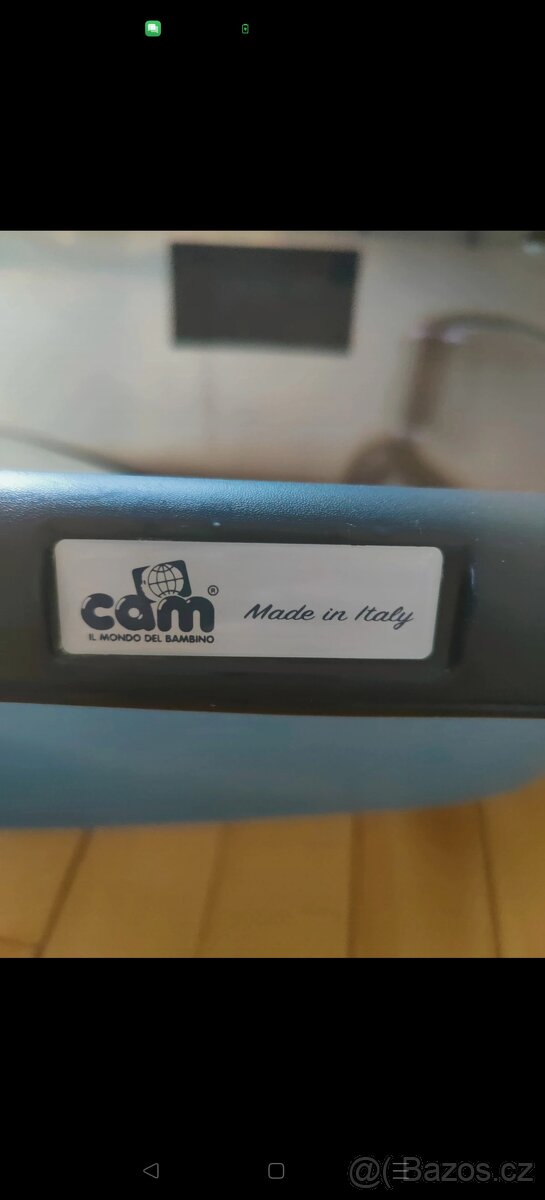 cam®
IL MONDO DEL BAMBINO
Made in Italy
@( Bazos.cz